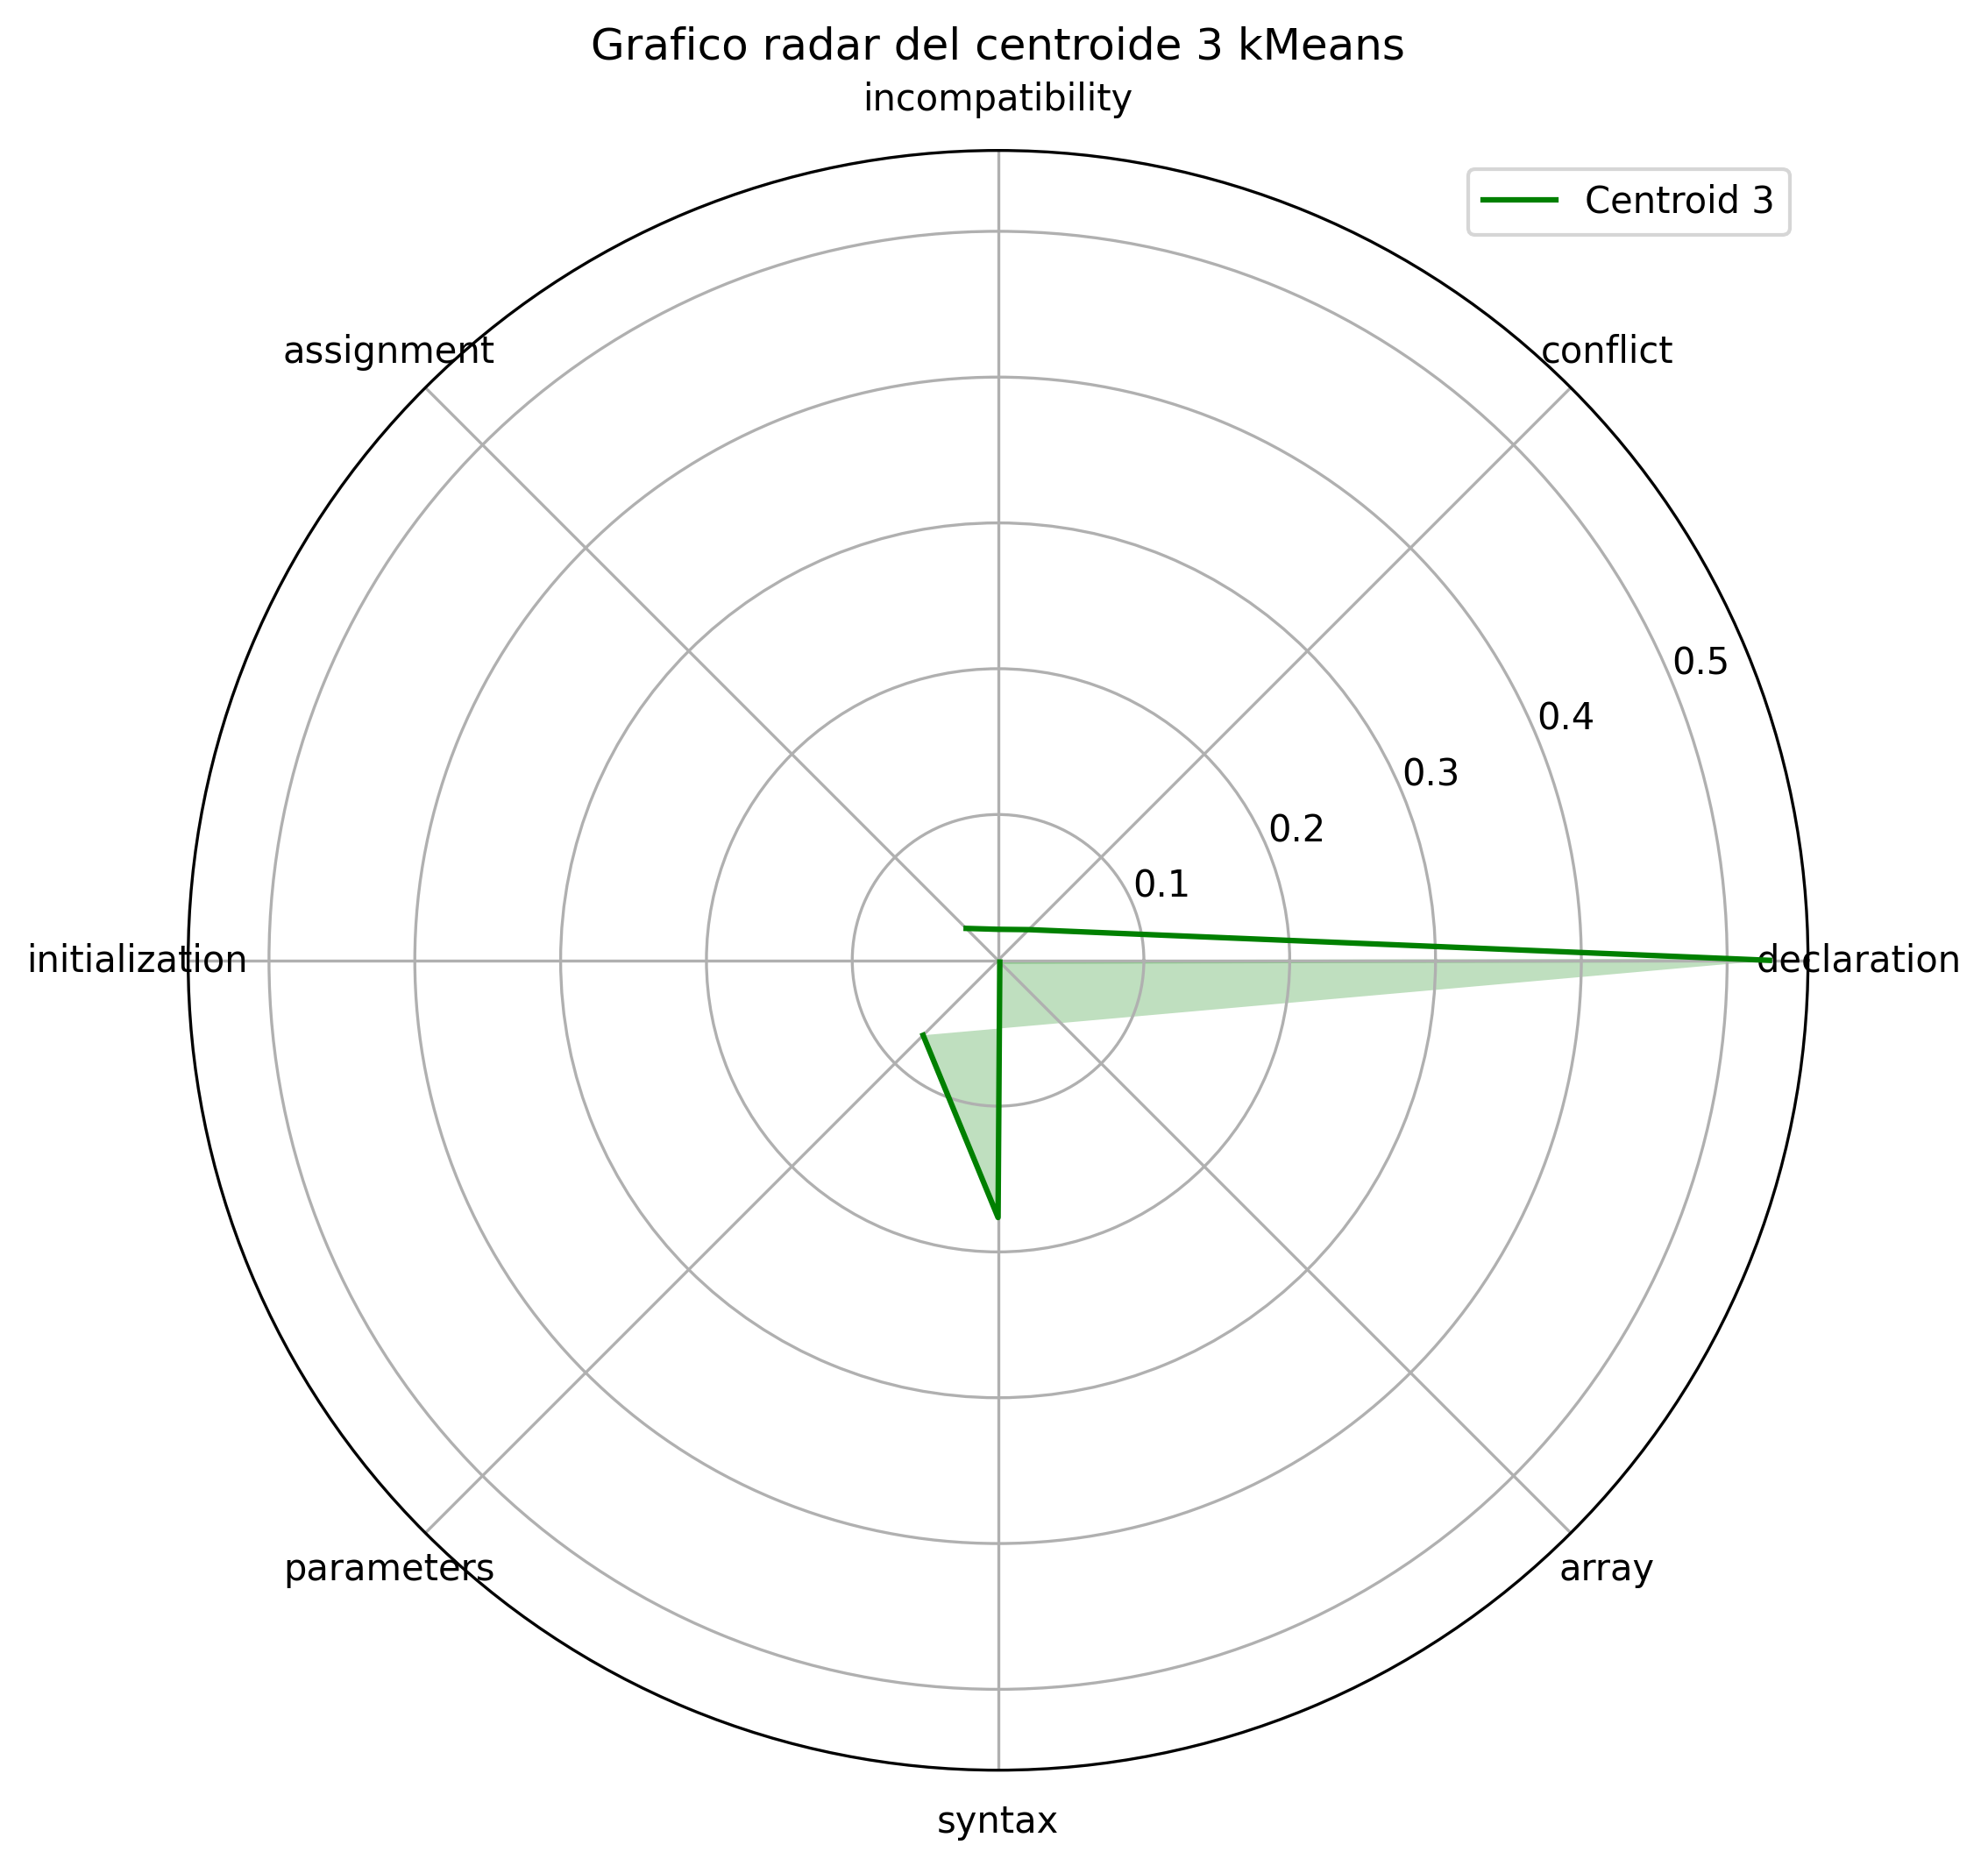 Grafico radar del centroide 3 kMeans
incompatibility
Centroid 3
assignment
conflict
0.5
0.4
0.3
0.2
0.1
initialization
declaration
parameters
array
syntax